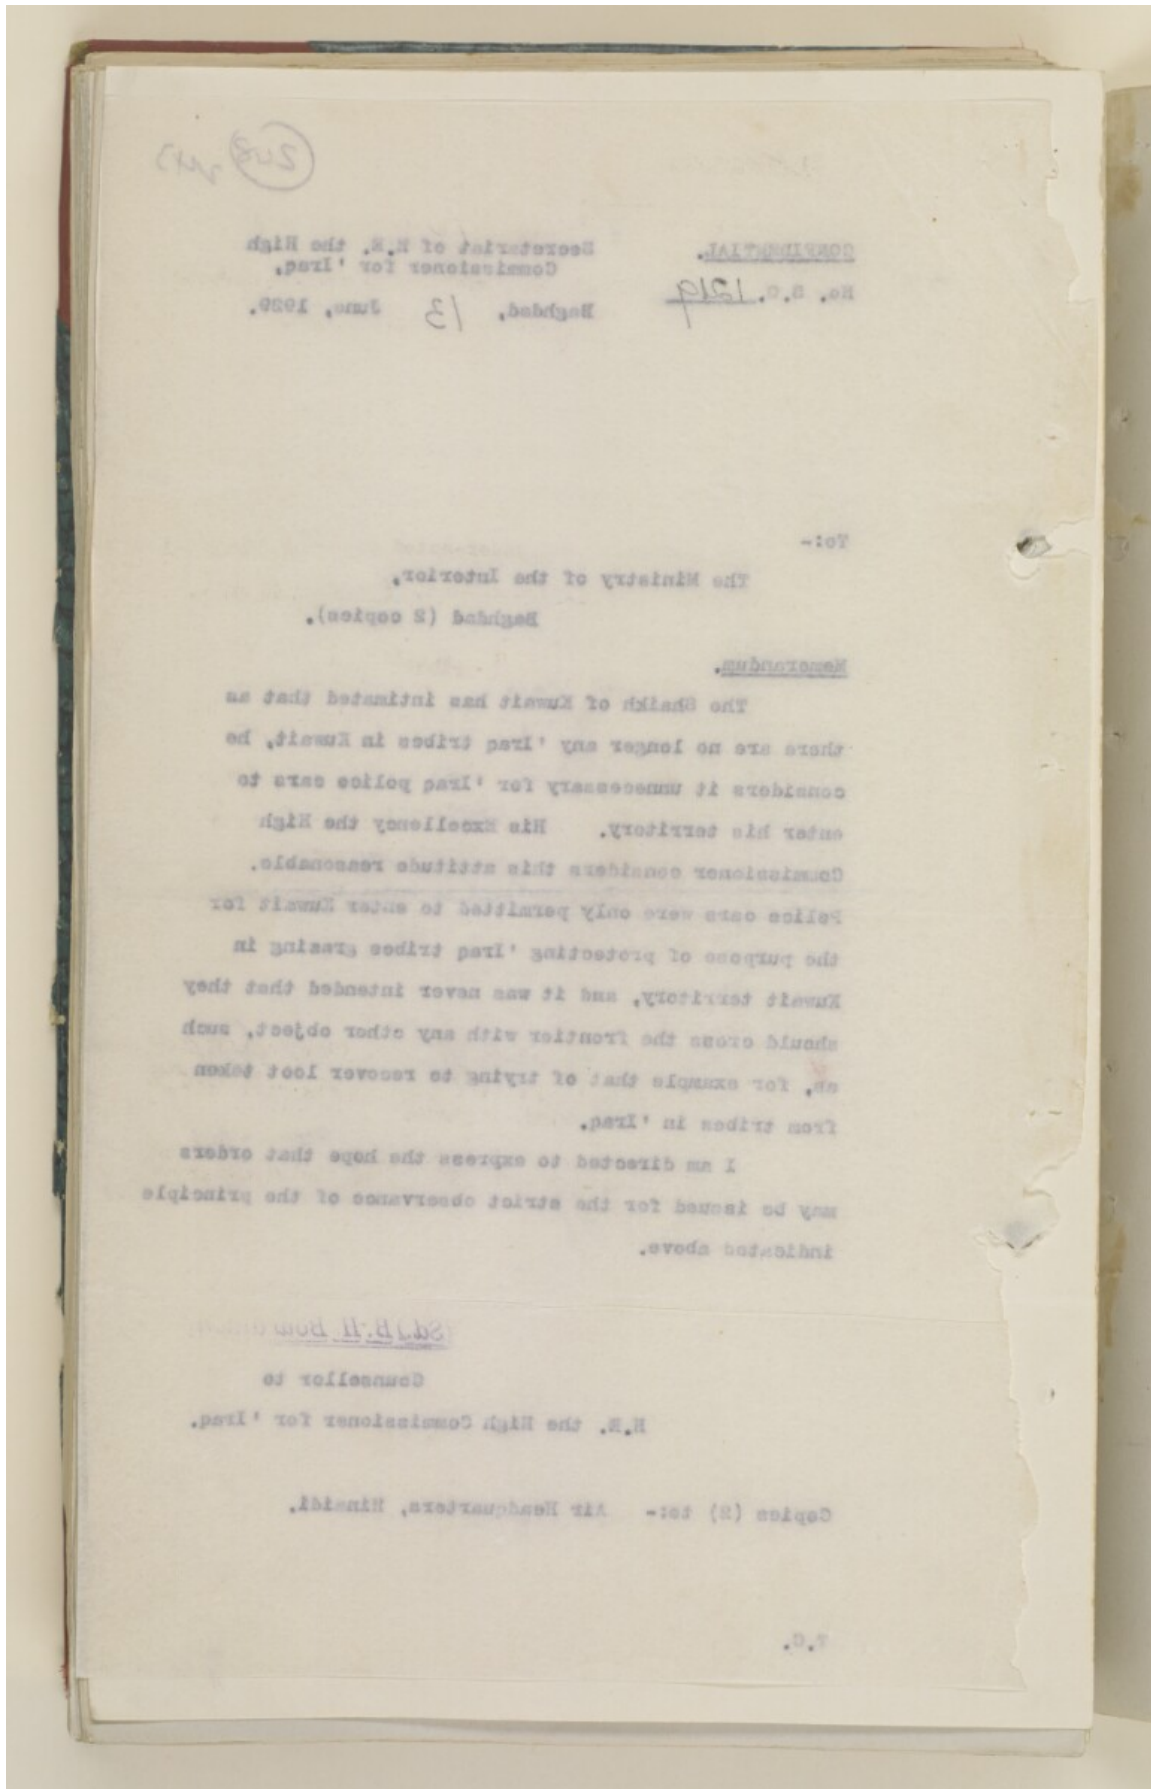 CONFIDENTIAL. Secretariat of H.E. the High
Commissioner for 'Iraq,
No. S.O. 1219 Baghdad, 13 June, 1929.
To:-
The Ministry of the Interior,
Baghdad (2 copies).
Memorandum.
The Shaikh of Kuwait has intimated that as
there are no longer any 'Iraq tribes in Kuwait, he
considers it unnecessary for 'Iraq police cars to
enter his territory. His Excellency the High
Commissioner considers this attitude reasonable.
Police cars were only permitted to enter Kuwait for
the purpose of protecting 'Iraq tribes grazing in
Kuwait territory, and it was never intended that they
should cross the frontier with any other object, such
as, for example that of trying to recover loot taken
from tribes in 'Iraq.
I am directed to express the hope that orders
may be issued for the strict observance of the principle
indicated above.
(Sd.) B. H.
Counsellor to
H.E. the High Commissioner for 'Iraq.
Copies (2) to:- Air Headquarters, Hinaidi.